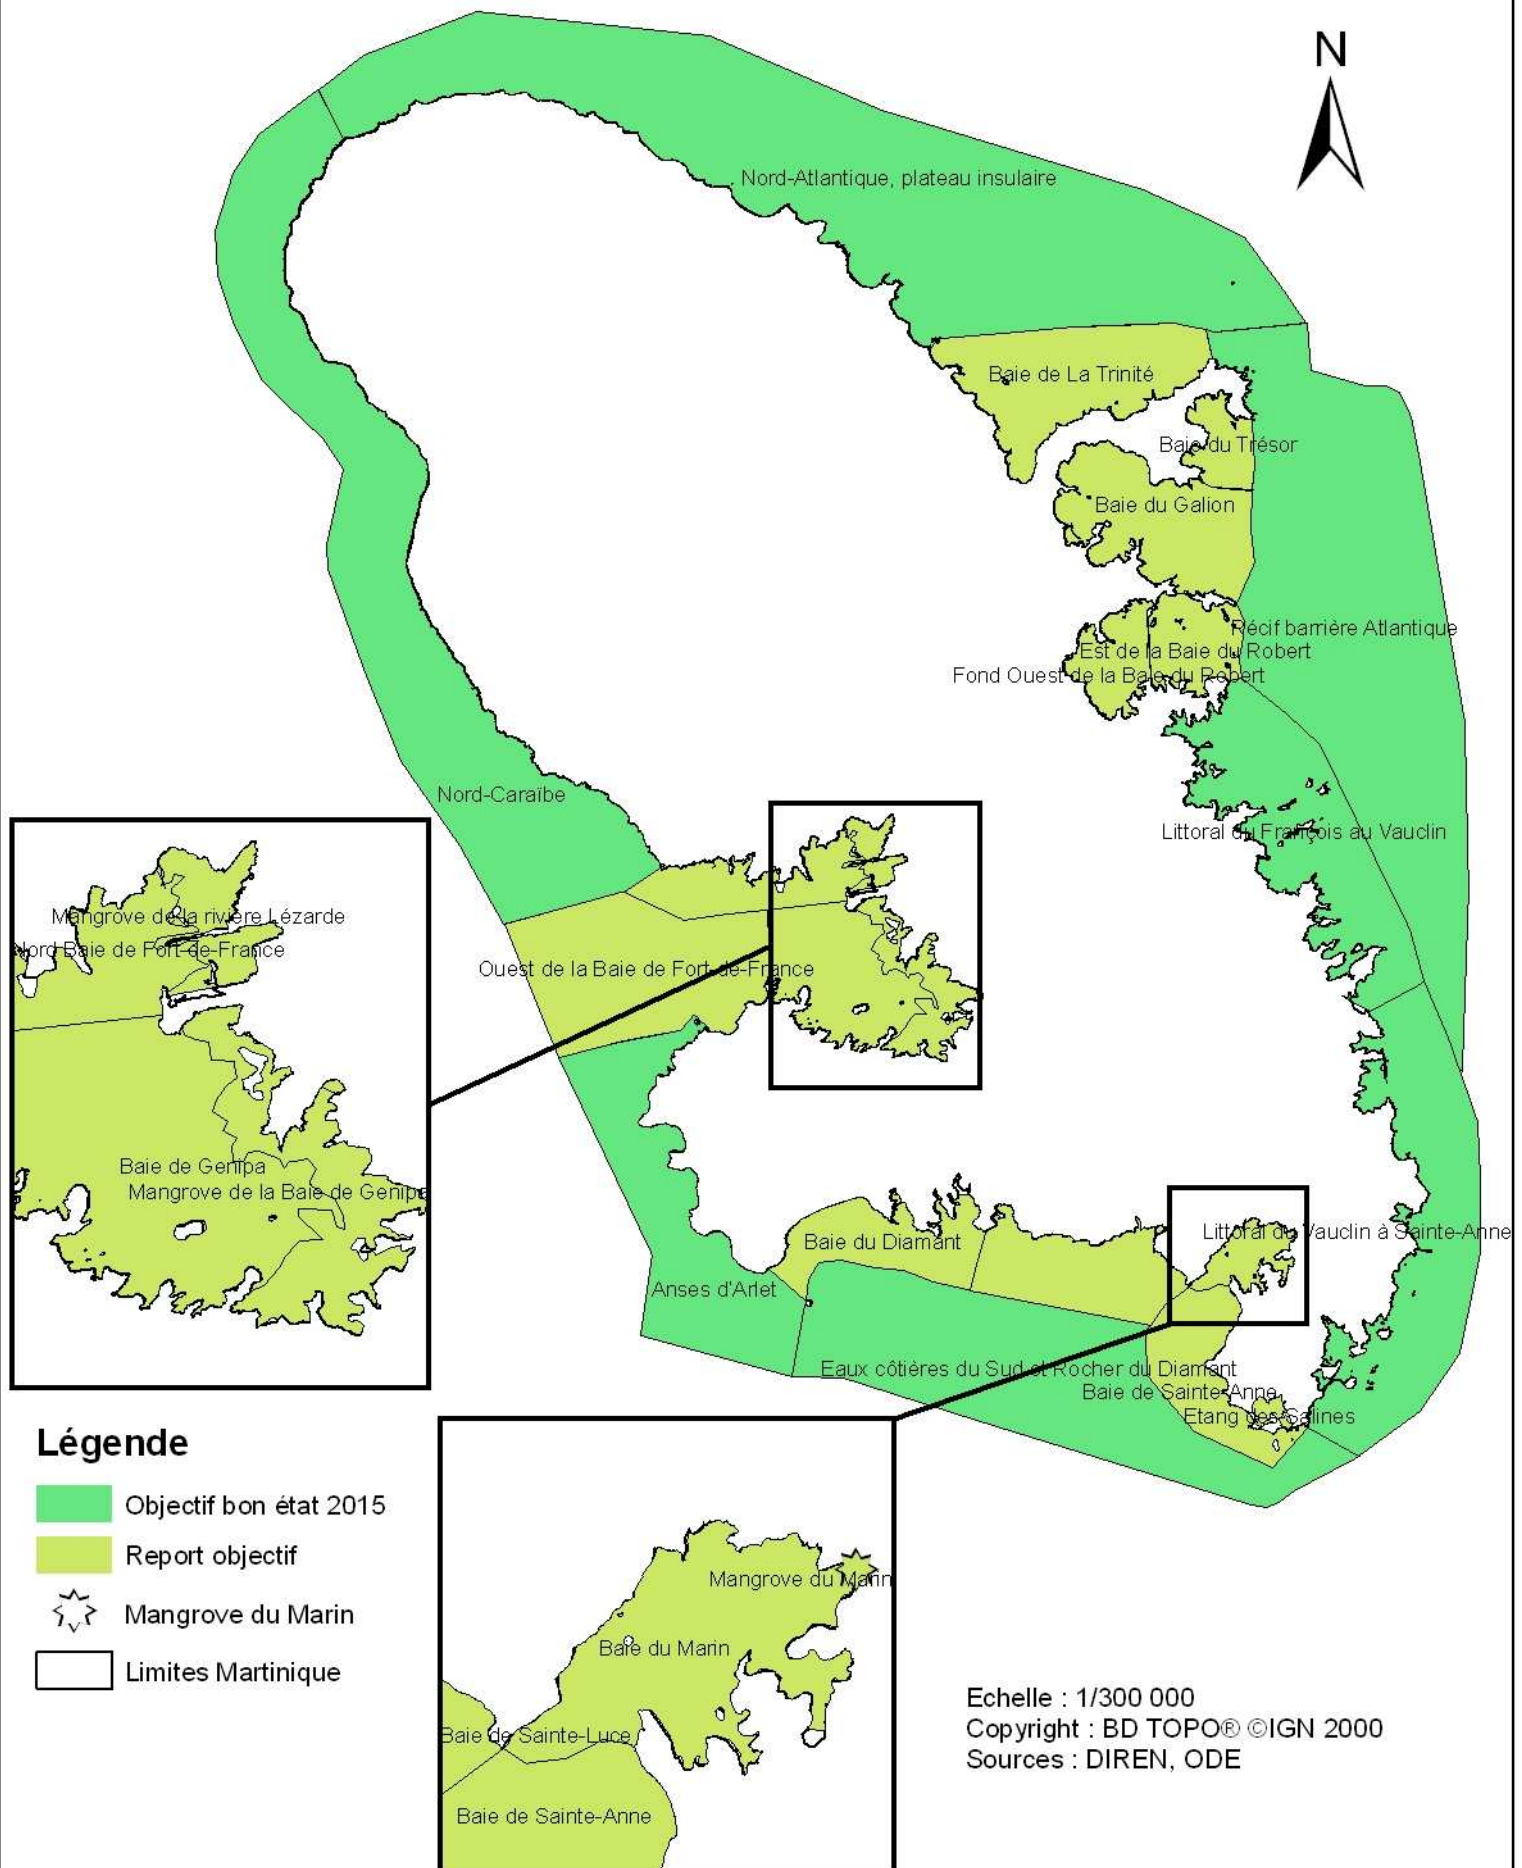 N
Nord-Atlantique, plateau insulaire
Baie de La Trinité
Baie du Trésor
Baie du Galion
Récif barrière Atlantique
Est de la Baie du Robert
Fond Ouest de la Baie du Robert
Nord-Caraïbe
Littoral du François au Vauclin
Mangrove de la rivière Lézarde
Nord Baie de Fort-de-France
Ouest de la Baie de Fort-de-France
Baie de Genipa
Mangrove de la Baie de Genipa
Littoral du Vauclin à Sainte-Anne
Baie du Diamant
Anses d'Arlet
Eaux côtières du Sud et Rocher du Diamant
Baie de Sainte-Anne
Etang des Salines
Légende
Objectif bon état 2015
Report objectif
Mangrove du Marin
Limites Martinique
Mangrove du Marin
Baie du Marin
Baie de Sainte-Luce
Baie de Sainte-Anne
Echelle : 1/300 000
Copyright : BD TOPO® ©IGN 2000
Sources : DIREN, ODE